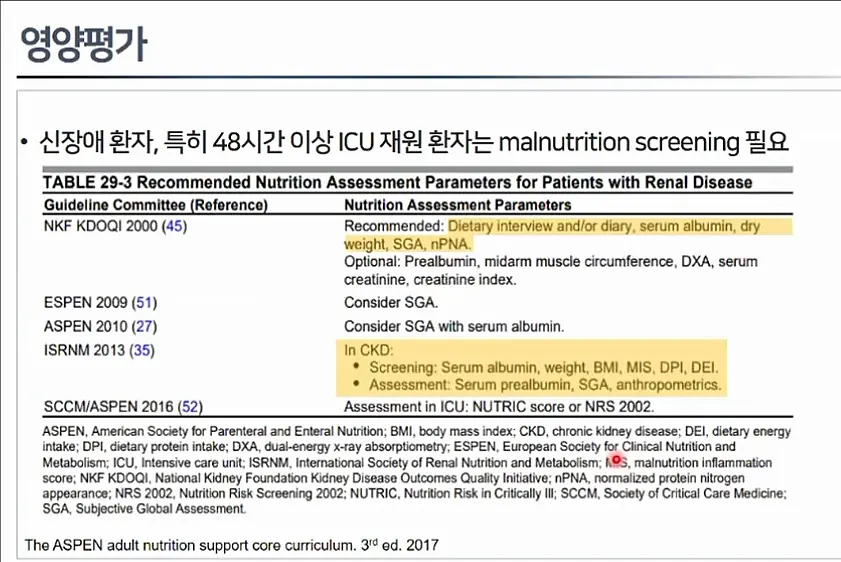 영양평가
• 신장애 환자, 특히 48시간 이상 ICU 재원 환자는 malnutrition screening 필요
TABLE 29-3 Recommended Nutrition Assessment Parameters for Patients with Renal Disease
Guideline Committee (Reference) Nutrition Assessment Parameters
NKF KDOQI 2000 (45) Recommended: Dietary interview and/or diary, serum albumin, dry
weight, SGA, nPNA.
Optional: Prealbumin, midarm muscle circumference, DXA, serum
creatinine, creatinine index.
ESPEN 2009 (51) Consider SGA.
ASPEN 2010 (27) Consider SGA with serum albumin.
ISRNM 2013 (35) In CKD:
• Screening: Serum albumin, weight, BMI, MIS, DPI, DEI.
• Assessment: Serum prealbumin, SGA, anthropometrics.
SCCM/ASPEN 2016 (52) Assessment in ICU: NUTRIC score or NRS 2002.
ASPEN, American Society for Parenteral and Enteral Nutrition; BMI, body mass index; CKD, chronic kidney disease; DEI, dietary energy
intake; DPI, dietary protein intake; DXA, dual-energy x-ray absorptiometry; ESPEN, European Society for Clinical Nutrition and
Metabolism; ICU, Intensive care unit; ISRNM, International Society of Renal Nutrition and Metabolism; MIS, malnutrition inflammation
score; NKF KDOQI, National Kidney Foundation Kidney Disease Outcomes Quality Initiative; nPNA, normalized protein nitrogen
appearance; NRS 2002, Nutrition Risk Screening 2002; NUTRIC, Nutrition Risk in Critically Ill; SCCM, Society of Critical Care Medicine;
SGA, Subjective Global Assessment.
The ASPEN adult nutrition support core curriculum. 3rd ed. 2017